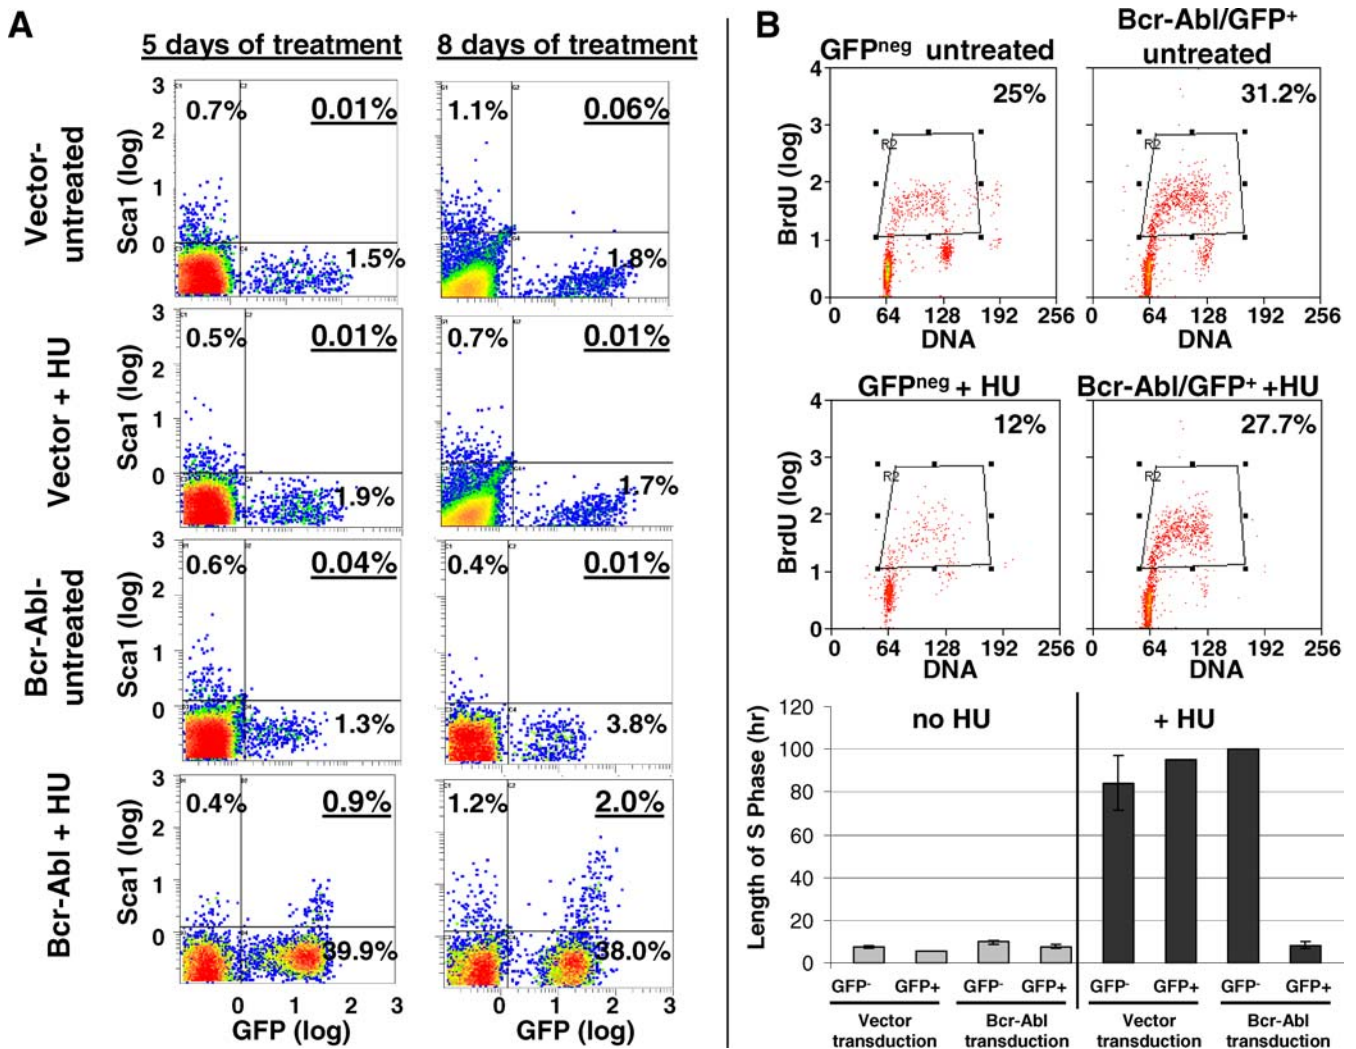 A
5 days of treatment
8 days of treatment
Vector-
untreated
Sca1 (log)
3
2
1
0
0.7%
0.01%
1.5%
1.1%
0.06%
1.8%
Vector + HU
Sca1 (log)
3
2
1
0
0.5%
0.01%
1.9%
0.7%
0.01%
1.7%
Bcr-Abl-
untreated
Sca1 (log)
3
2
1
0
0.6%
0.04%
1.3%
0.4%
0.01%
3.8%
Bcr-Abl + HU
Sca1 (log)
3
2
1
0
0.4%
0.9%
39.9%
1.2%
2.0%
38.0%
0 1 2 3
GFP (log)
0 1 2 3
GFP (log)
B
GFPneg untreated
Bcr-Abl/GFP+
untreated
BrdU (log)
4
3
2
1
0
25%
R2
0 64 128 192 256
DNA
4
3
2
1
0
31.2%
R2
0 64 128 192 256
DNA
GFPneg + HU
Bcr-Abl/GFP+ +HU
BrdU (log)
4
3
2
1
0
12%
R2
0 64 128 192 256
DNA
4
3
2
1
0
27.7%
R2
0 64 128 192 256
DNA
Length of S Phase (hr)
120
100
80
60
40
20
0
no HU
+ HU
GFP- GFP+ GFP- GFP+ GFP- GFP+ GFP- GFP+
Vector
transduction
Bcr-Abl
transduction
Vector
transduction
Bcr-Abl
transduction